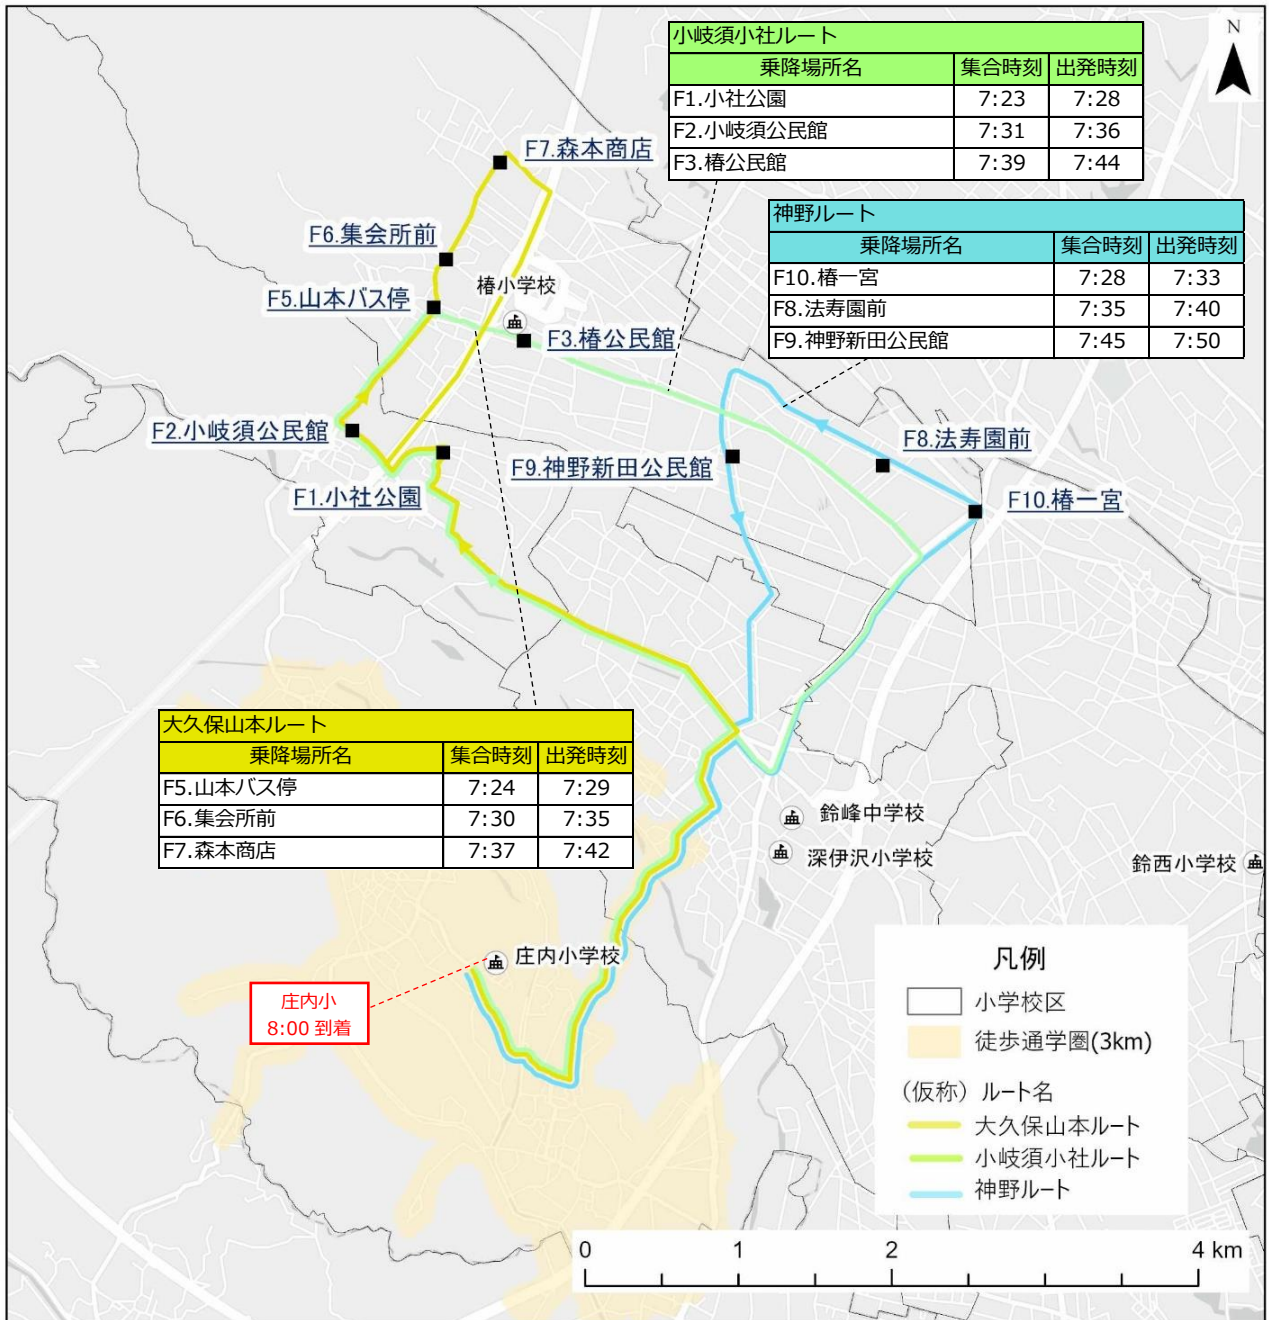 N
小岐須小社ルート
乗降場所名 集合時刻 出発時刻
F1.小社公園 7:23 7:28
F2.小岐須公民館 7:31 7:36
F3.椿公民館 7:39 7:44
神野ルート
乗降場所名 集合時刻 出発時刻
F10.椿一宮 7:28 7:33
F8.法寿園前 7:35 7:40
F9.神野新田公民館 7:45 7:50
F7.森本商店
F6.集会所前
椿小学校
F5.山本バス停
F3.椿公民館
F2.小岐須公民館
F8.法寿園前
F9.神野新田公民館
F1.小社公園
F10.椿一宮
大久保山本ルート
乗降場所名 集合時刻 出発時刻
F5.山本バス停 7:24 7:29
F6.集会所前 7:30 7:35
F7.森本商店 7:37 7:42
鈴峰中学校
深伊沢小学校
鈴西小学校
庄内小学校
庄内小
8:00 到着
凡例
小学校区
徒歩通学圏(3km)
(仮称) ルート名
大久保山本ルート
小岐須小社ルート
神野ルート
0 1 2 4 km